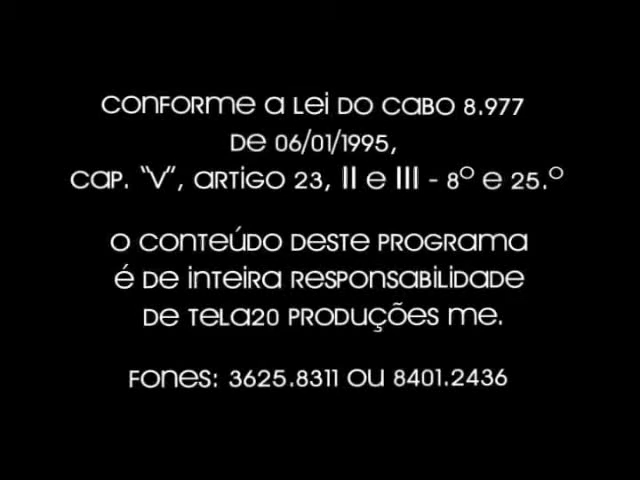 CONFORME A LEI DO CABO 8.977
DE 06/01/1995,
CAP. “V”, ARTIGO 23, II E III - 8º E 25.º
O CONTEÚDO DESTE PROGRAMA
É DE INTEIRA RESPONSABILIDADE
DE TELA20 PRODUÇÕES ME.
FONES: 3625.8311 OU 8401.2436